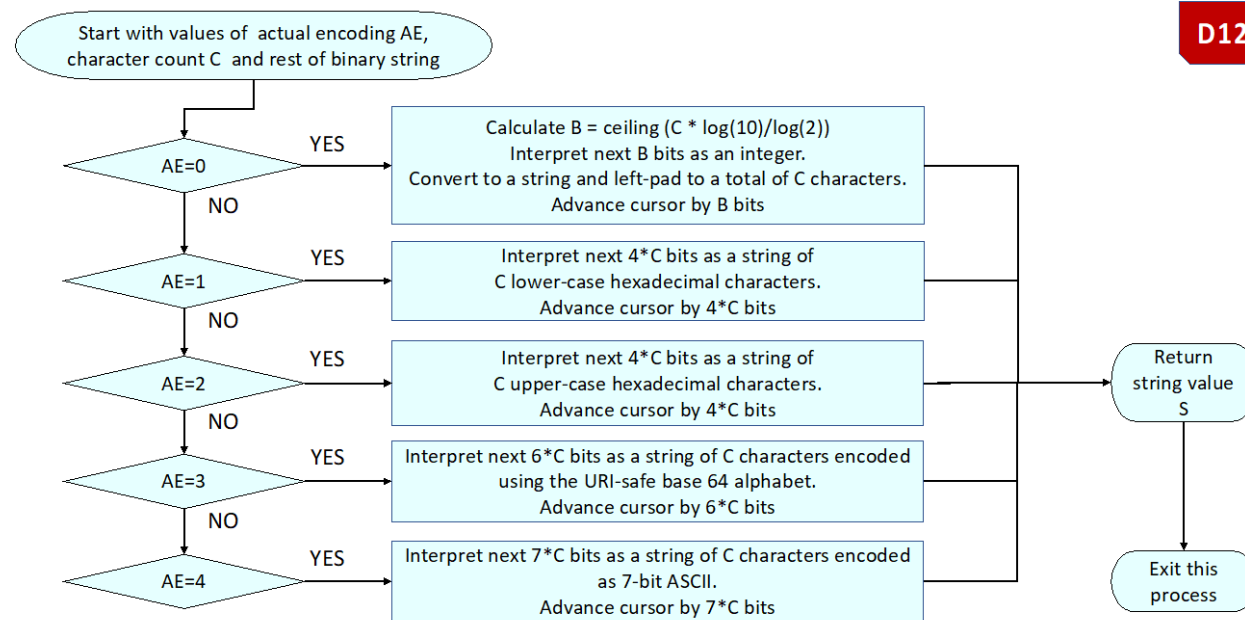 Start with values of actual encoding AE,
character count C and rest of binary string
D12
AE=0
YES
Calculate B = ceiling (C * log(10)/log(2))
Interpret next B bits as an integer.
Convert to a string and left-pad to a total of C characters.
Advance cursor by B bits
NO
AE=1
YES
Interpret next 4*C bits as a string of
C lower-case hexadecimal characters.
Advance cursor by 4*C bits
NO
AE=2
YES
Interpret next 4*C bits as a string of
C upper-case hexadecimal characters.
Advance cursor by 4*C bits
NO
Return
string value
S
AE=3
YES
Interpret next 6*C bits as a string of C characters encoded
using the URI-safe base 64 alphabet.
Advance cursor by 6*C bits
NO
AE=4
YES
Interpret next 7*C bits as a string of C characters encoded
as 7-bit ASCII.
Advance cursor by 7*C bits
Exit this
process